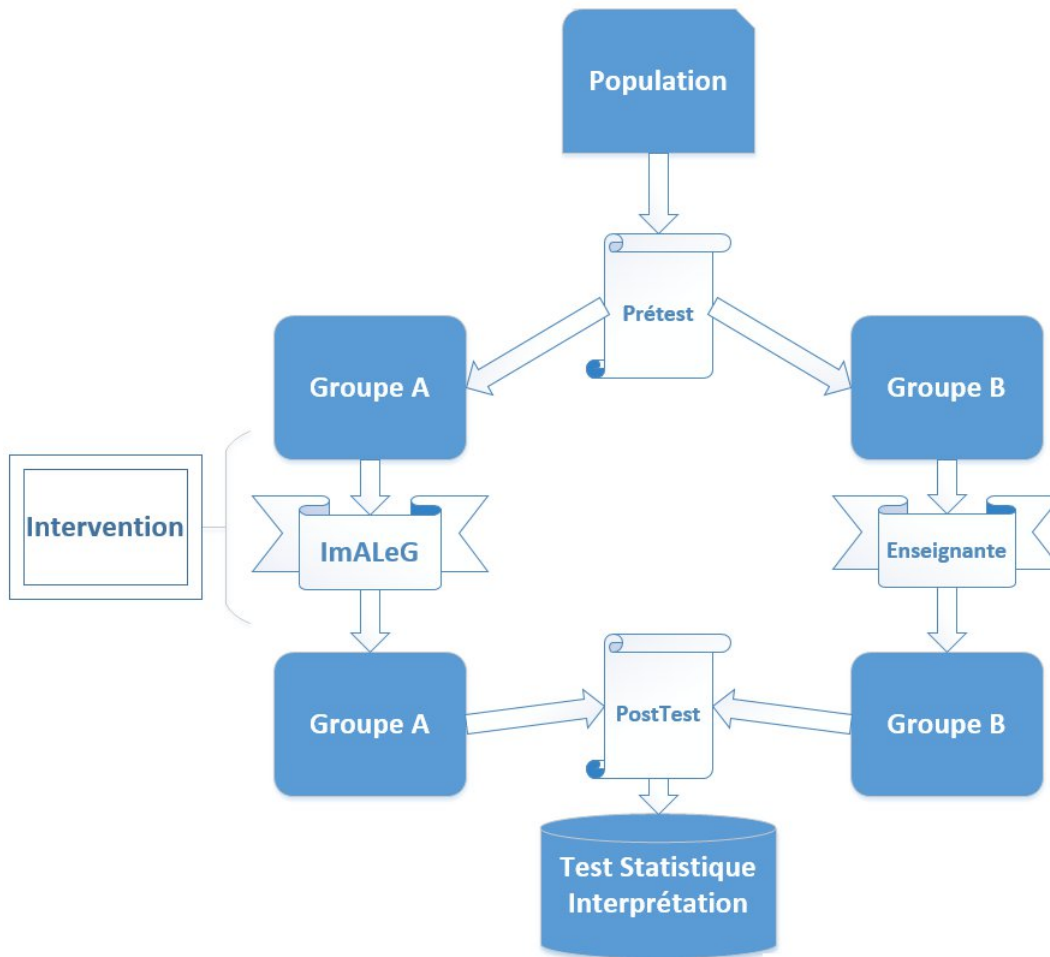 Population
Prétest
Groupe A
Groupe B
Intervention
ImALeG
Enseignante
Groupe A
PostTest
Groupe B
Test Statistique
Interprétation